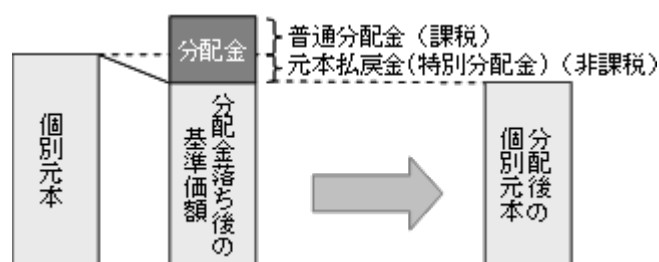 分配金
普通分配金（課税）
元本払戻金(特別分配金)（非課税）
個別元本
分配金落ち後の
基準価額
分配後の
個別元本